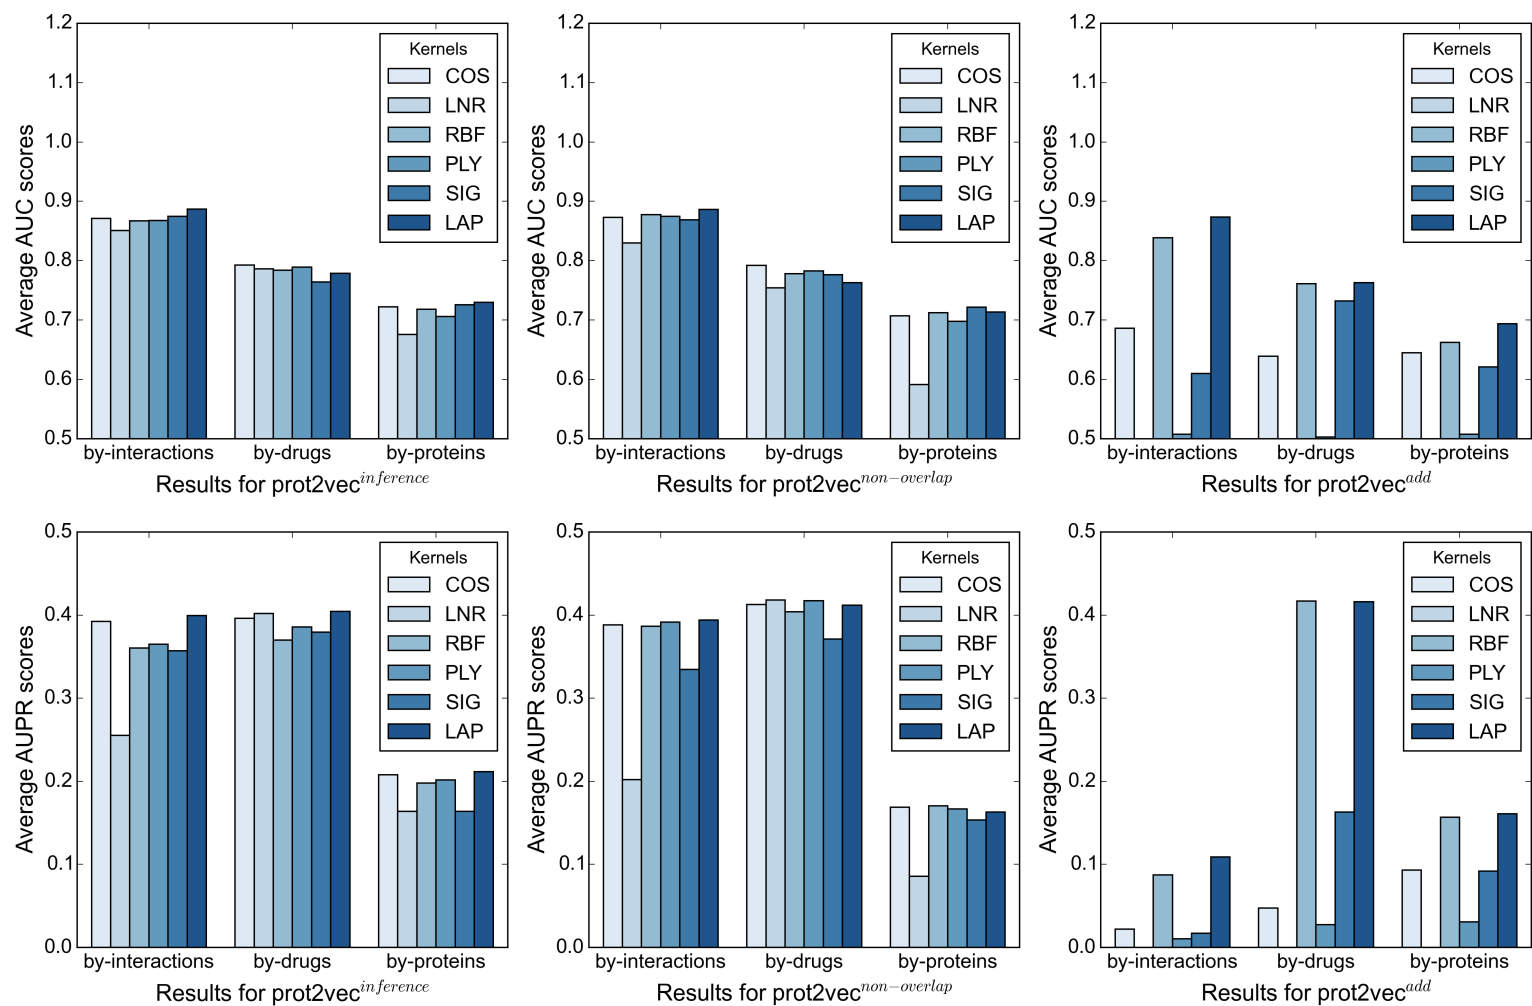 1.2
1.1
1.0
0.9
0.8
0.7
0.6
0.5
Average AUC scores
Kernels
COS
LNR
RBF
PLY
SIG
LAP
by-interactions by-drugs by-proteins
Results for prot2vec^inference
1.2
1.1
1.0
0.9
0.8
0.7
0.6
0.5
Average AUC scores
Kernels
COS
LNR
RBF
PLY
SIG
LAP
by-interactions by-drugs by-proteins
Results for prot2vec^non−overlap
1.2
1.1
1.0
0.9
0.8
0.7
0.6
0.5
Average AUC scores
Kernels
COS
LNR
RBF
PLY
SIG
LAP
by-interactions by-drugs by-proteins
Results for prot2vec^add
0.5
0.4
0.3
0.2
0.1
0.0
Average AUPR scores
Kernels
COS
LNR
RBF
PLY
SIG
LAP
by-interactions by-drugs by-proteins
Results for prot2vec^inference
0.5
0.4
0.3
0.2
0.1
0.0
Average AUPR scores
Kernels
COS
LNR
RBF
PLY
SIG
LAP
by-interactions by-drugs by-proteins
Results for prot2vec^non−overlap
0.5
0.4
0.3
0.2
0.1
0.0
Average AUPR scores
Kernels
COS
LNR
RBF
PLY
SIG
LAP
by-interactions by-drugs by-proteins
Results for prot2vec^add